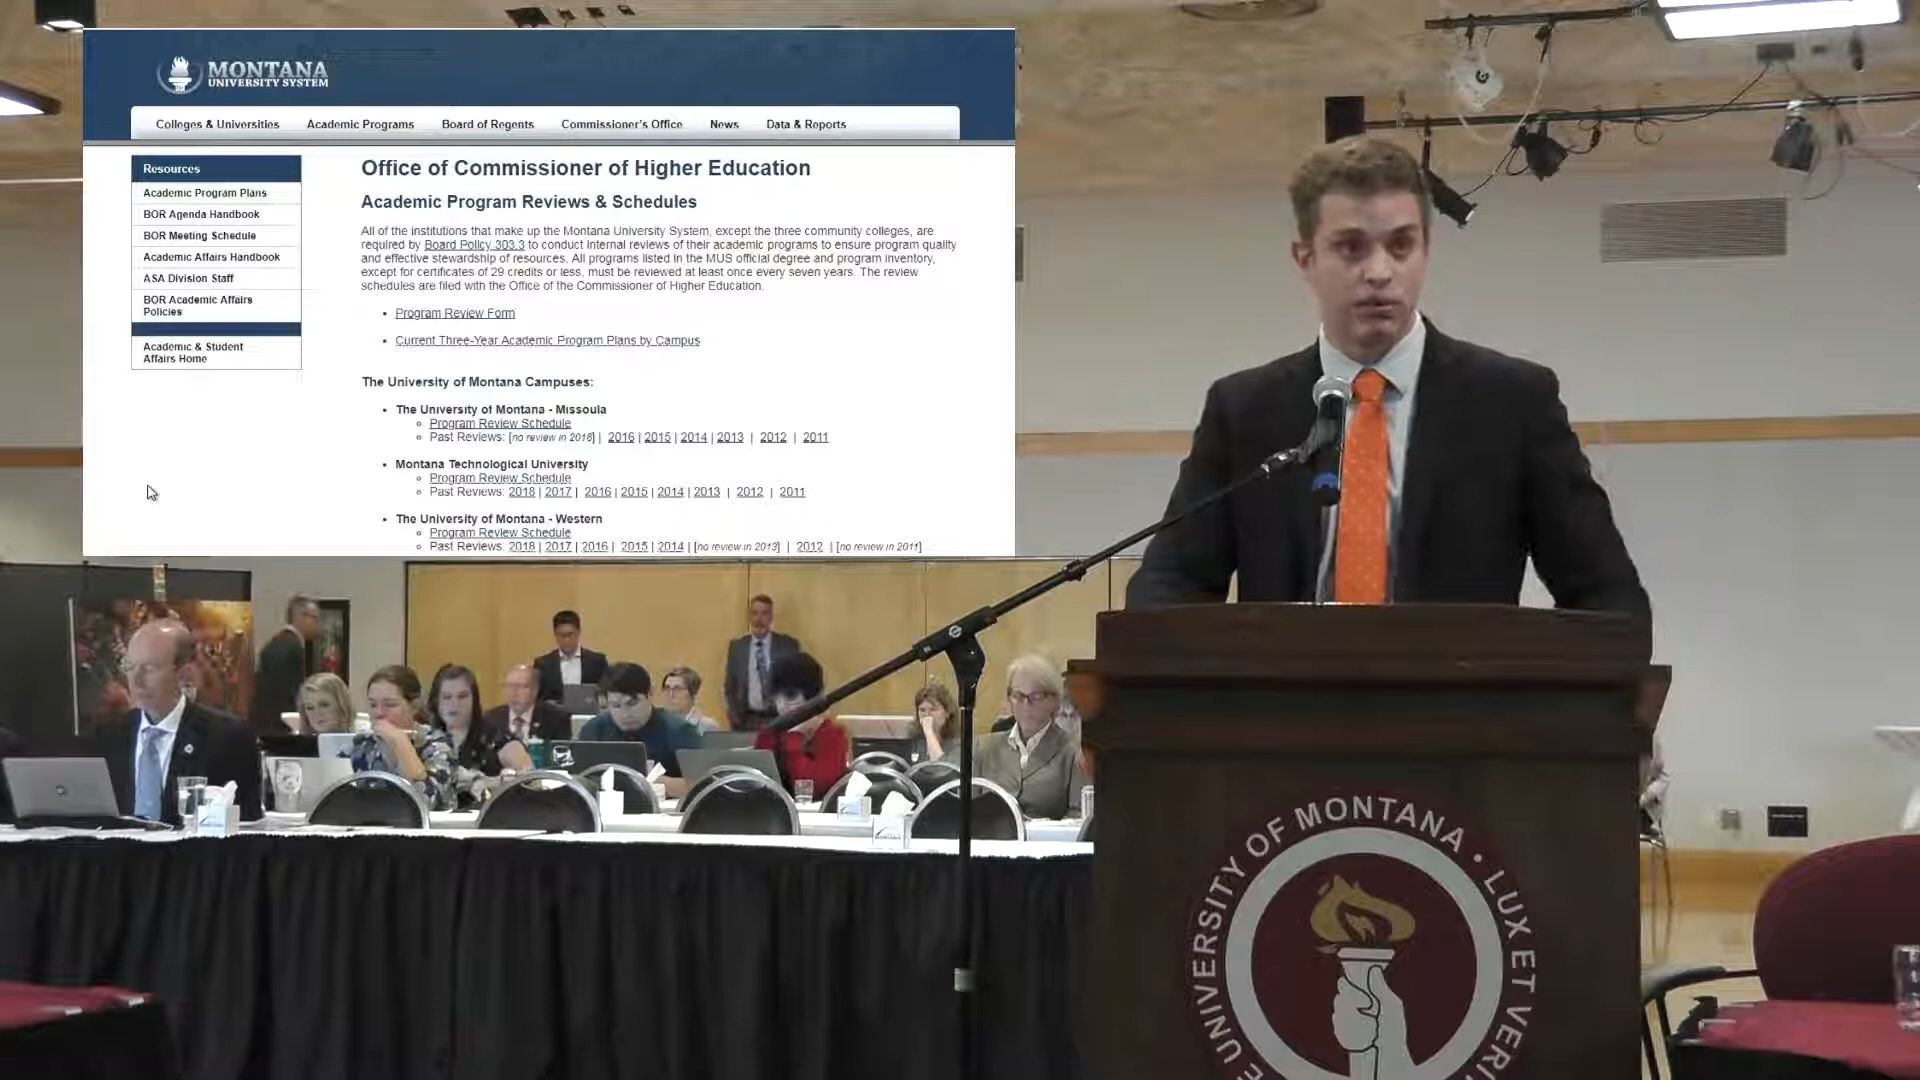 MONTANA
UNIVERSITY SYSTEM
Colleges & Universities Academic Programs Board of Regents Commissioner's Office News Data & Reports
Resources
Academic Program Plans
BOR Agenda Handbook
BOR Meeting Schedule
Academic Affairs Handbook
ASA Division Staff
BOR Academic Affairs
Policies
Academic & Student
Affairs Home
Office of Commissioner of Higher Education
Academic Program Reviews & Schedules
All of the institutions that make up the Montana University System, except the three community colleges, are
required by Board Policy 303.3 to conduct internal reviews of their academic programs to ensure program quality
and effective stewardship of resources. All programs listed in the MUS official degree and program inventory,
except for certificates of 29 credits or less, must be reviewed at least once every seven years. The review
schedules are filed with the Office of the Commissioner of Higher Education.
• Program Review Form
• Current Three-Year Academic Program Plans by Campus
The University of Montana Campuses:
• The University of Montana - Missoula
Program Review Schedule
Past Reviews: [no review in 2018] | 2016 | 2015 | 2014 | 2013 | 2012 | 2011
• Montana Technological University
Program Review Schedule
Past Reviews: 2018 | 2017 | 2016 | 2015 | 2014 | 2013 | 2012 | 2011
• The University of Montana - Western
Program Review Schedule
Past Reviews: 2018 | 2017 | 2016 | 2015 | 2014 | [no review in 2013] | 2012 | [no review in 2011]
UNIVERSITY OF MONTANA • LUX ET